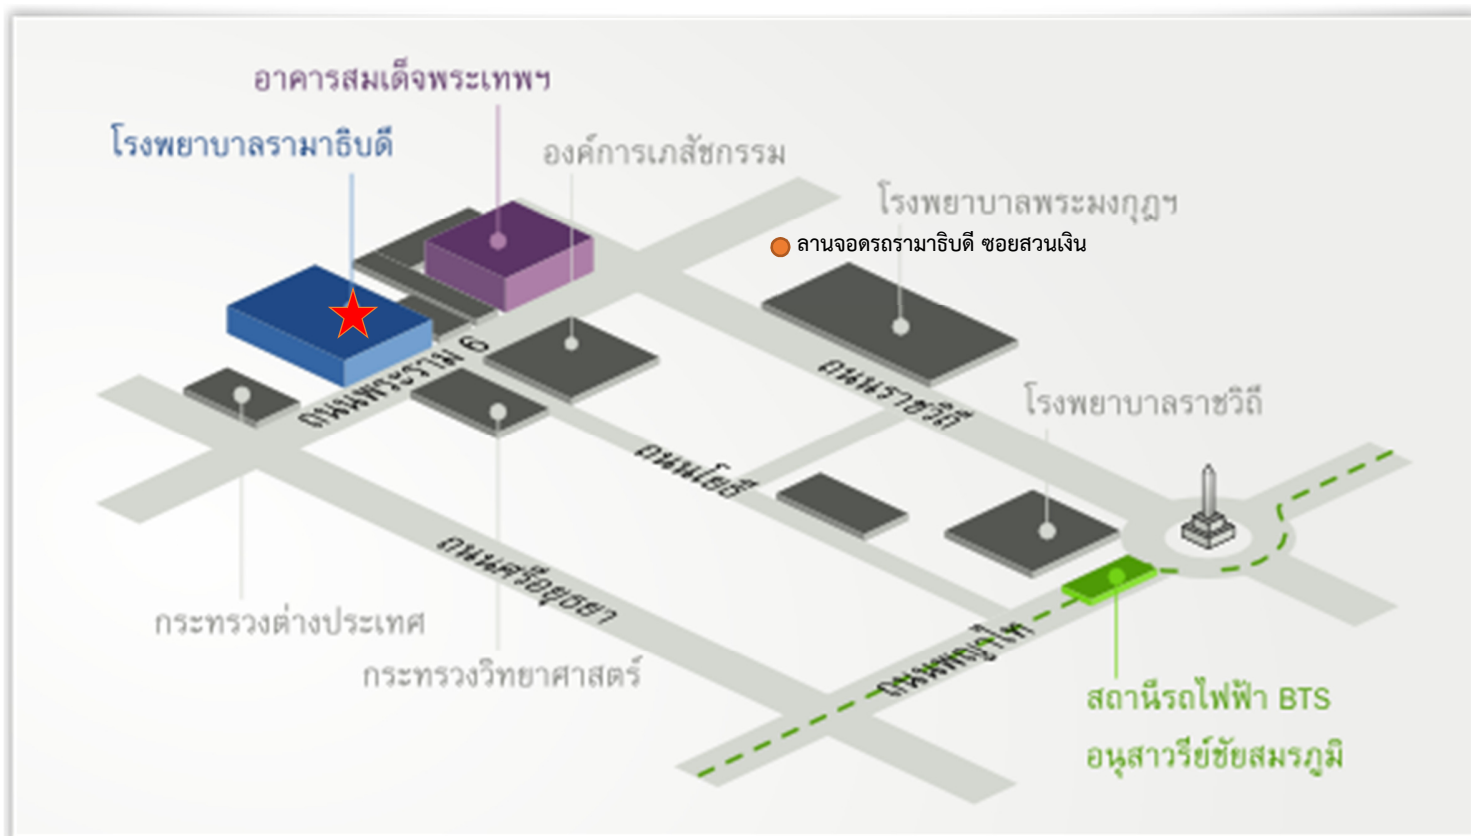 อาคารสมเด็จพระเทพฯ
โรงพยาบาลรามาธิบดี
องค์การเภสัชกรรม
โรงพยาบาลพระมงกุฎฯ
ลานจอดรถรามาธิบดี ซอยสวนเงิน
ถนนพระราม 6
ถนนราชวิถี
โรงพยาบาลราชวิถี
ถนนโยธี
ถนนศรีอยุธยา
กระทรวงต่างประเทศ
ถนนพญาไท
กระทรวงวิทยาศาสตร์
สถานีรถไฟฟ้า BTS
อนุสาวรีย์ชัยสมรภูมิ